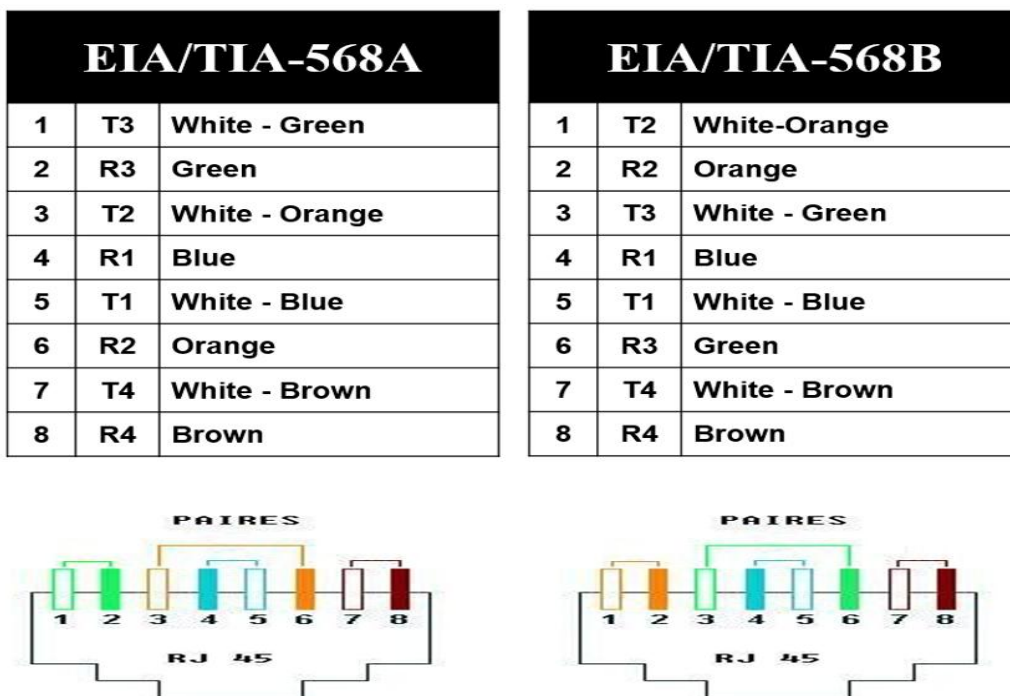 EIA/TIA-568A
1 T3 White - Green
2 R3 Green
3 T2 White - Orange
4 R1 Blue
5 T1 White - Blue
6 R2 Orange
7 T4 White - Brown
8 R4 Brown
EIA/TIA-568B
1 T2 White-Orange
2 R2 Orange
3 T3 White - Green
4 R1 Blue
5 T1 White - Blue
6 R3 Green
7 T4 White - Brown
8 R4 Brown
PAIRES
1 2 3 4 5 6 7 8
RJ 45
PAIRES
1 2 3 4 5 6 7 8
RJ 45